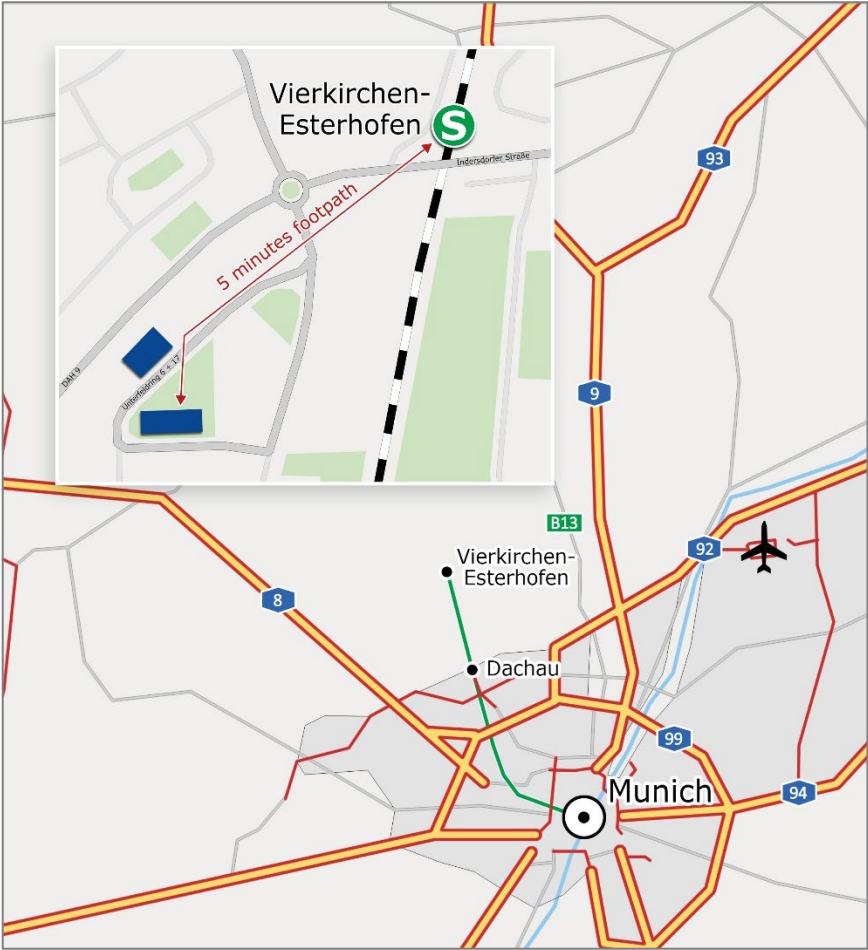 Vierkirchen-
Esterhofen
S
Indersdorfer Straße
5 minutes footpath
DAH 9
Unterfeldring 6 + 17
93
9
B13
92
Vierkirchen-
Esterhofen
8
Dachau
99
Munich
94